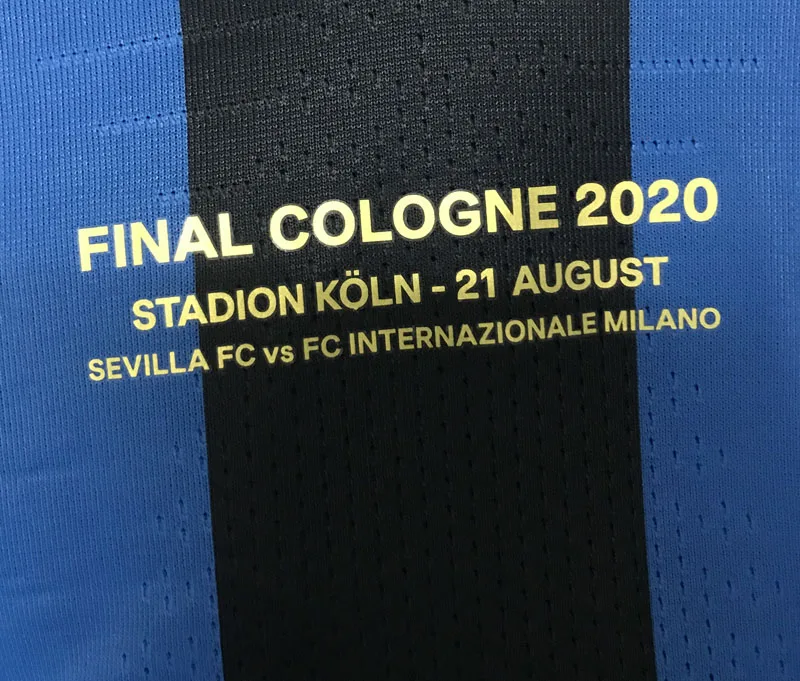 FINAL COLOGNE 2020
STADION KÖLN - 21 AUGUST
SEVILLA FC vs FC INTERNAZIONALE MILANO